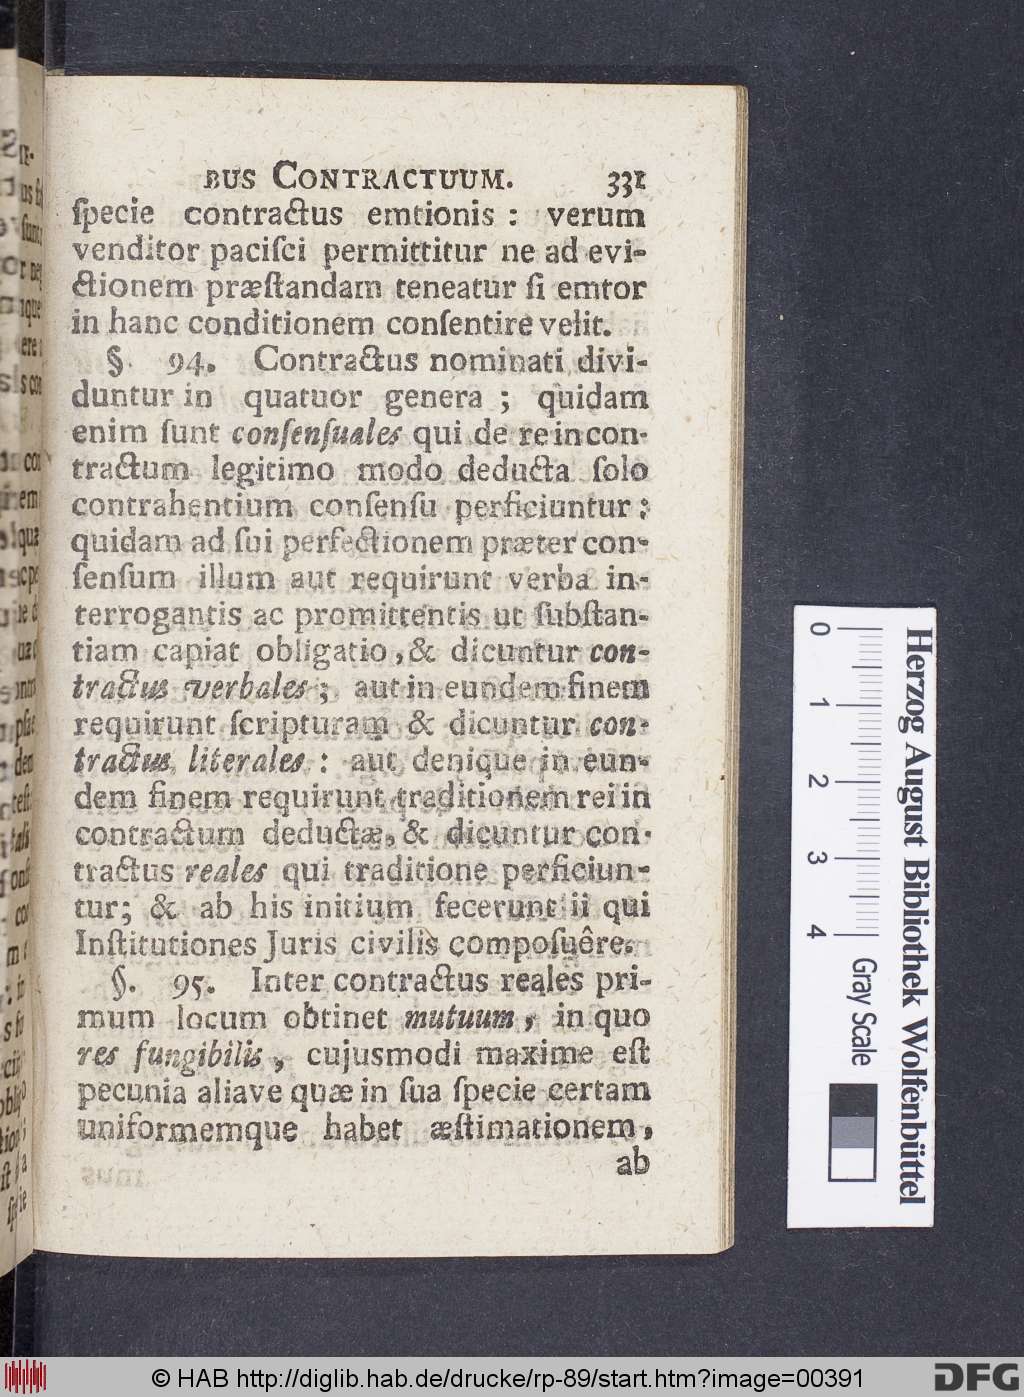 BUS CONTRACTUUM. 331
ſpecie contractus emtionis : verum
venditor paciſci permittitur ne ad evi-
ctionem præſtandam teneatur ſi emtor
in hanc conditionem conſentire velit.
§. 94. Contractus nominati divi-
duntur in quatuor genera ; quidam
enim ſunt conſenſuales qui de re in con-
tractum legitimo modo deducta ſolo
contrahentium conſenſu perficiuntur ;
quidam ad ſui perfectionem præter con-
ſenſum illum aut requirunt verba in-
terrogantis ac promittentis ut ſubſtan-
tiam capiat obligatio, & dicuntur con-
tractus verbales ; aut in eundem finem
requirunt ſcripturam & dicuntur con-
tractus literales : aut denique in eun-
dem finem requirunt traditionem rei in
contractum deductæ, & dicuntur con-
tractus reales qui traditione perficiun-
tur; & ab his initium fecerunt ii qui
Inſtitutiones Juris civilis compoſuêre.
§. 95. Inter contractus reales pri-
mum locum obtinet mutuum, in quo
res fungibilis, cujusmodi maxime eſt
pecunia aliave quæ in ſua ſpecie certam
uniformemque habet æſtimationem,
ab
0 1 2 3 4
Gray Scale
Herzog August Bibliothek Wolfenbüttel
© HAB http://diglib.hab.de/drucke/rp-89/start.htm?image=00391
DFG